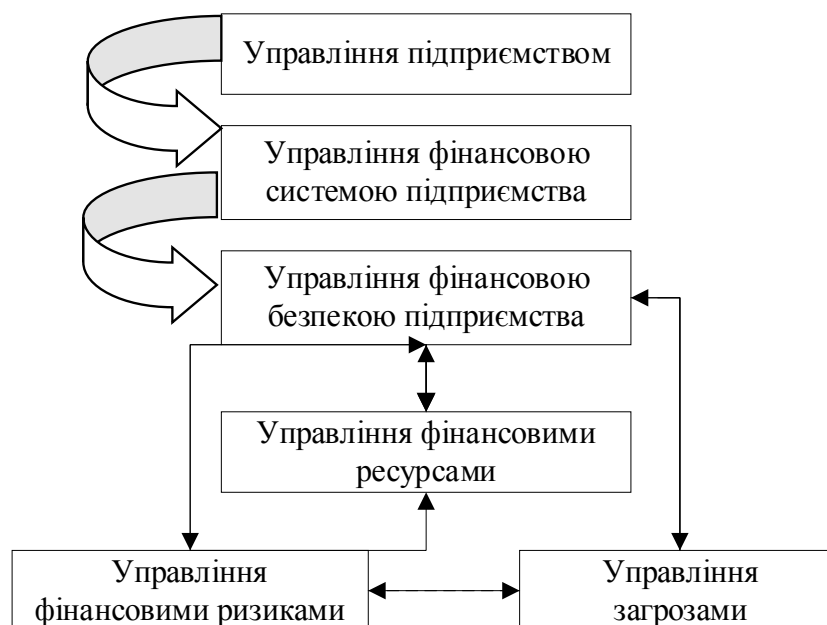 Управління підприємством
Управління фінансовою
системою підприємства
Управління фінансовою
безпекою підприємства
Управління фінансовими
ресурсами
Управління
фінансовими ризиками
Управління
загрозами